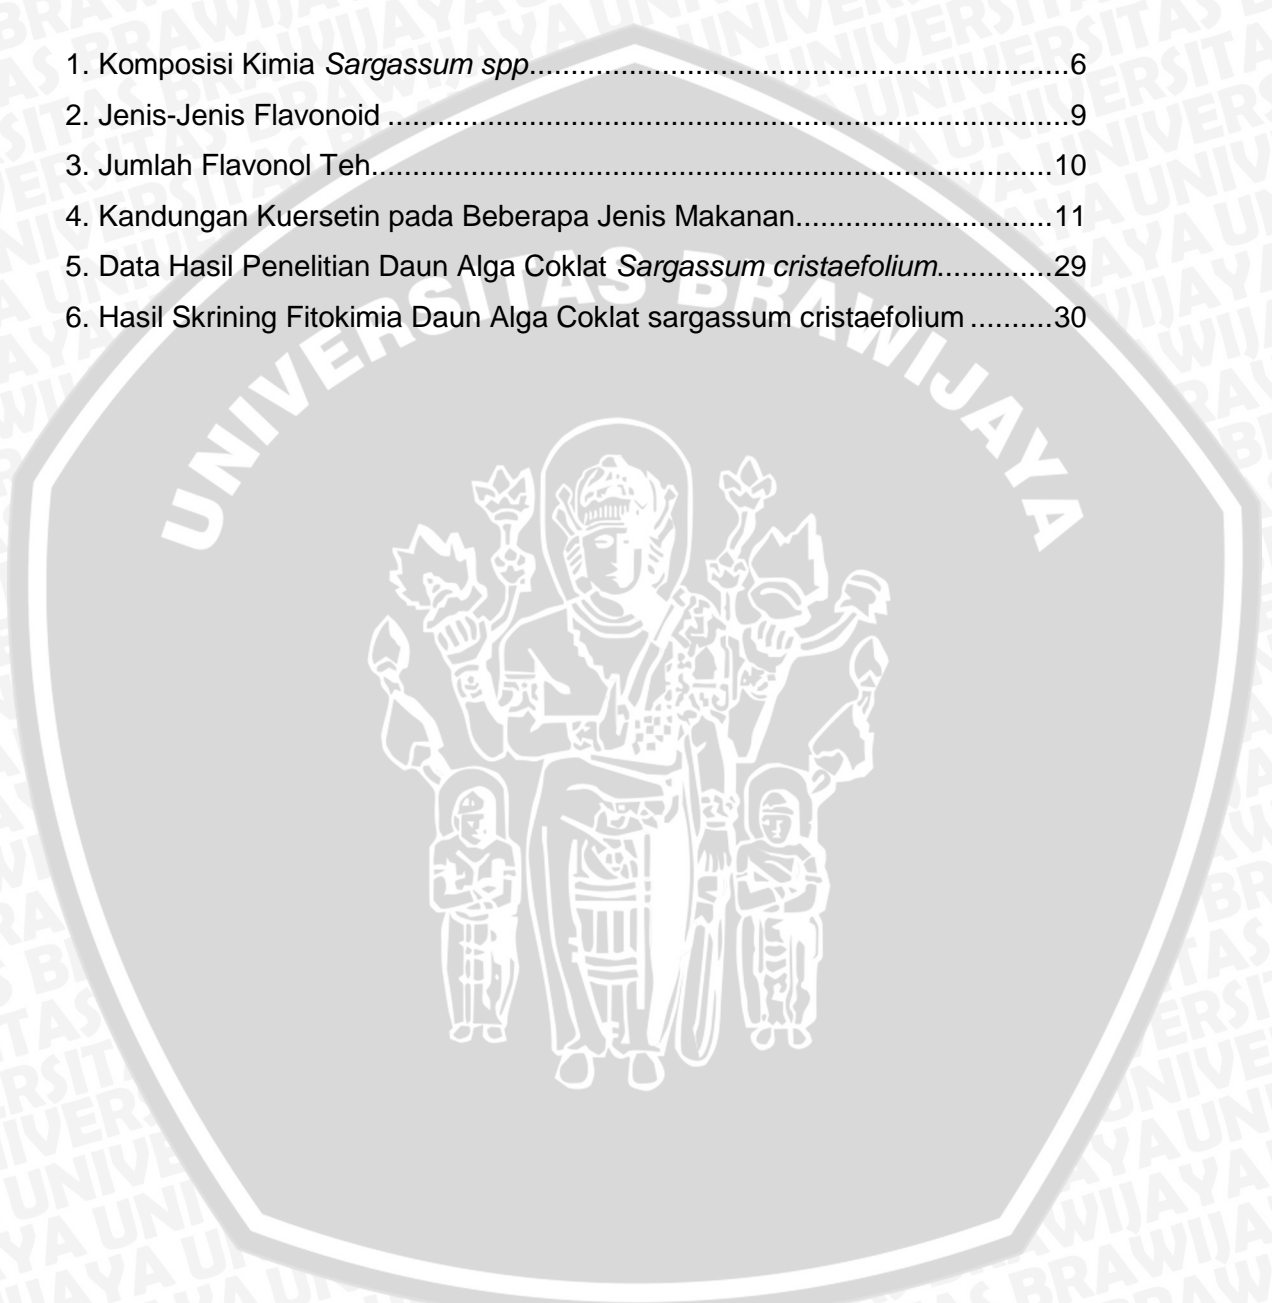 1. Komposisi Kimia Sargassum spp.................................................................6
2. Jenis-Jenis Flavonoid ..................................................................................9
3. Jumlah Flavonol Teh..................................................................................10
4. Kandungan Kuersetin pada Beberapa Jenis Makanan...............................11
5. Data Hasil Penelitian Daun Alga Coklat Sargassum cristaefolium..............29
6. Hasil Skrining Fitokimia Daun Alga Coklat sargassum cristaefolium ..........30
UNIVERSITAS BRAWIJAYA